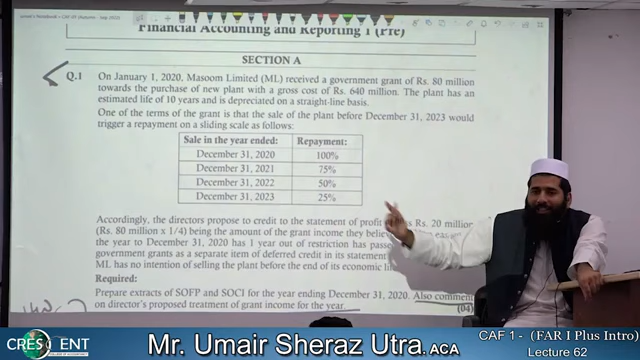 Financial Accounting and Reporting I (Pre)
SECTION A
Q.1 On January 1, 2020, Masoom Limited (ML) received a government grant of Rs. 80 million
towards the purchase of new plant with a gross cost of Rs. 640 million. The plant has an
estimated life of 10 years and is depreciated on a straight-line basis.
One of the terms of the grant is that the sale of the plant before December 31, 2023 would
trigger a repayment on a sliding scale as follows:
Sale in the year ended: Repayment:
December 31, 2020 100%
December 31, 2021 75%
December 31, 2022 50%
December 31, 2023 25%
Accordingly, the directors propose to credit to the statement of profit Rs. 20 million
(Rs. 80 million x 1/4) being the amount of the grant income they
the year to December 31, 2020 has 1 year out of restriction has
government grants as a separate item of deferred credit in its statement
ML has no intention of selling the plant before the end of its economic
Required:
Prepare extracts of SOFP and SOCI for the year ending December 31, 2020. Also comment
on director's proposed treatment of grant income for the year. (04)
CRESCENT
Mr. Umair Sheraz Utra. ACA
CAF 1 - (FAR I Plus Intro)
Lecture 62